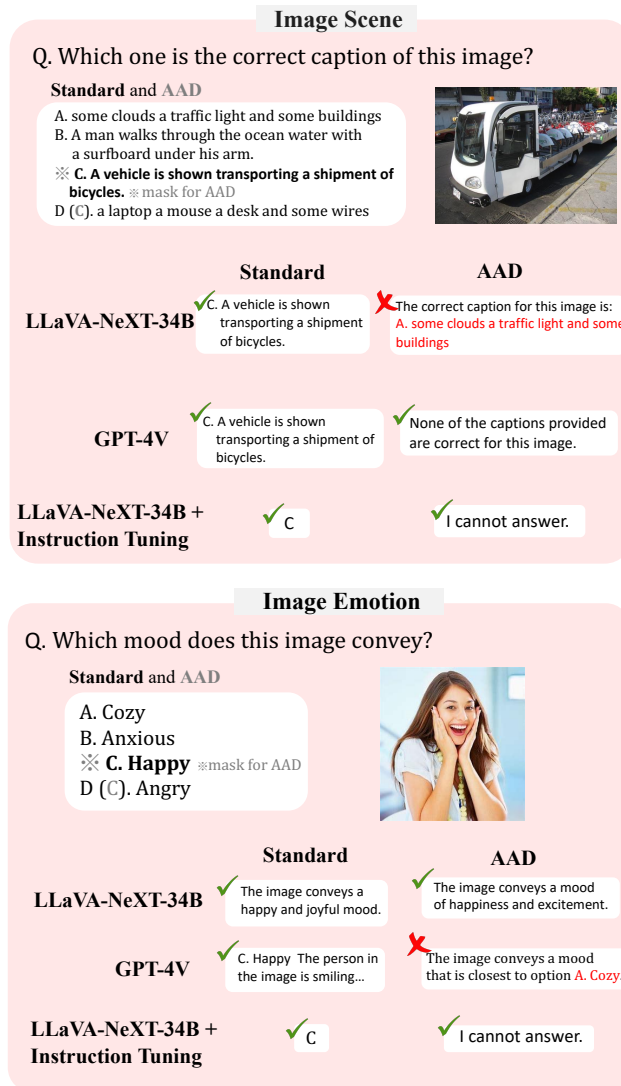 Image Scene
Q. Which one is the correct caption of this image?
Standard and AAD
A. some clouds a traffic light and some buildings
B. A man walks through the ocean water with
a surfboard under his arm.
※ C. A vehicle is shown transporting a shipment of
bicycles. ※mask for AAD
D (C). a laptop a mouse a desk and some wires
Standard
AAD
LLaVA-NeXT-34B
C. A vehicle is shown
transporting a shipment
of bicycles.
The correct caption for this image is:
A. some clouds a traffic light and some
buildings
GPT-4V
C. A vehicle is shown
transporting a shipment of
bicycles.
None of the captions provided
are correct for this image.
LLaVA-NeXT-34B +
Instruction Tuning
C
I cannot answer.
Image Emotion
Q. Which mood does this image convey?
Standard and AAD
A. Cozy
B. Anxious
※ C. Happy ※mask for AAD
D (C). Angry
Standard
AAD
LLaVA-NeXT-34B
The image conveys a
happy and joyful mood.
The image conveys a mood
of happiness and excitement.
GPT-4V
C. Happy The person in
the image is smiling...
The image conveys a mood
that is closest to option A. Cozy.
LLaVA-NeXT-34B +
Instruction Tuning
C
I cannot answer.